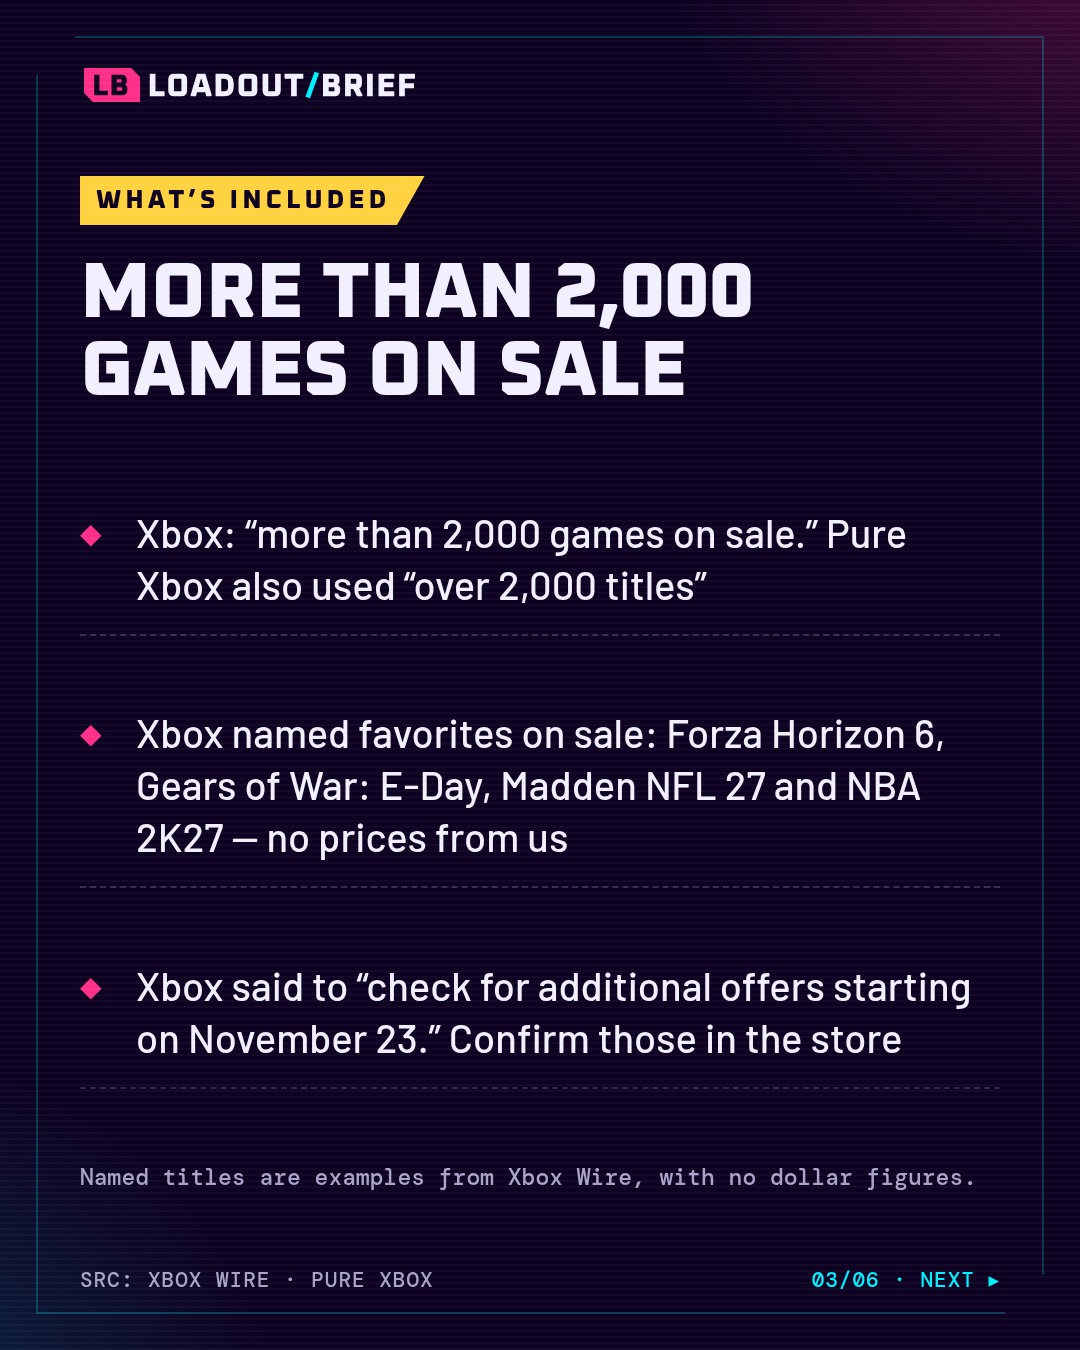 LB LOADOUT/BRIEF
WHAT’S INCLUDED
MORE THAN 2,000
GAMES ON SALE
Xbox: “more than 2,000 games on sale.” Pure
Xbox also used “over 2,000 titles”
Xbox named favorites on sale: Forza Horizon 6,
Gears of War: E-Day, Madden NFL 27 and NBA
2K27 — no prices from us
Xbox said to “check for additional offers starting
on November 23.” Confirm those in the store
Named titles are examples from Xbox Wire, with no dollar figures.
SRC: XBOX WIRE · PURE XBOX
03/06 · NEXT ▸